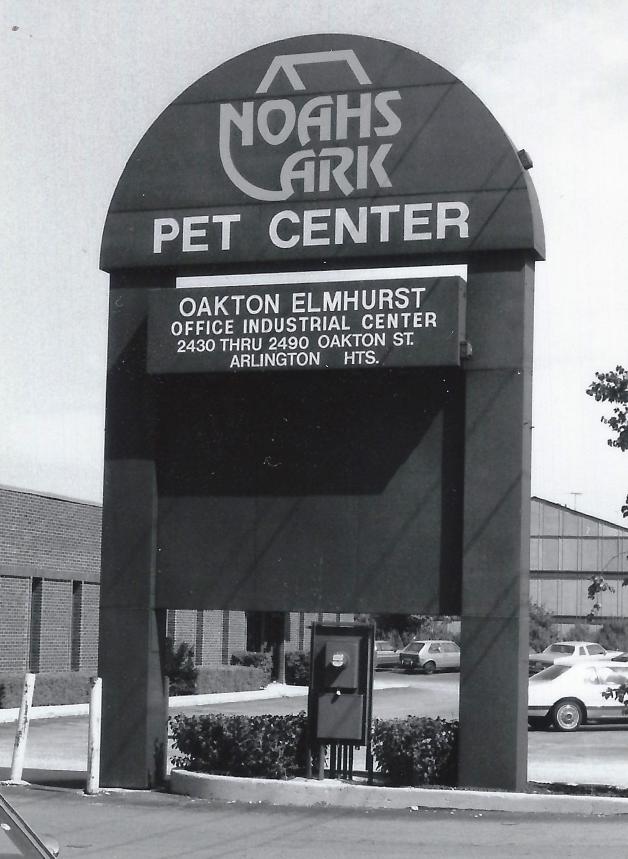 NOAHS
ARK
PET CENTER
OAKTON ELMHURST
OFFICE INDUSTRIAL CENTER
2430 THRU 2490 OAKTON ST.
ARLINGTON HTS.